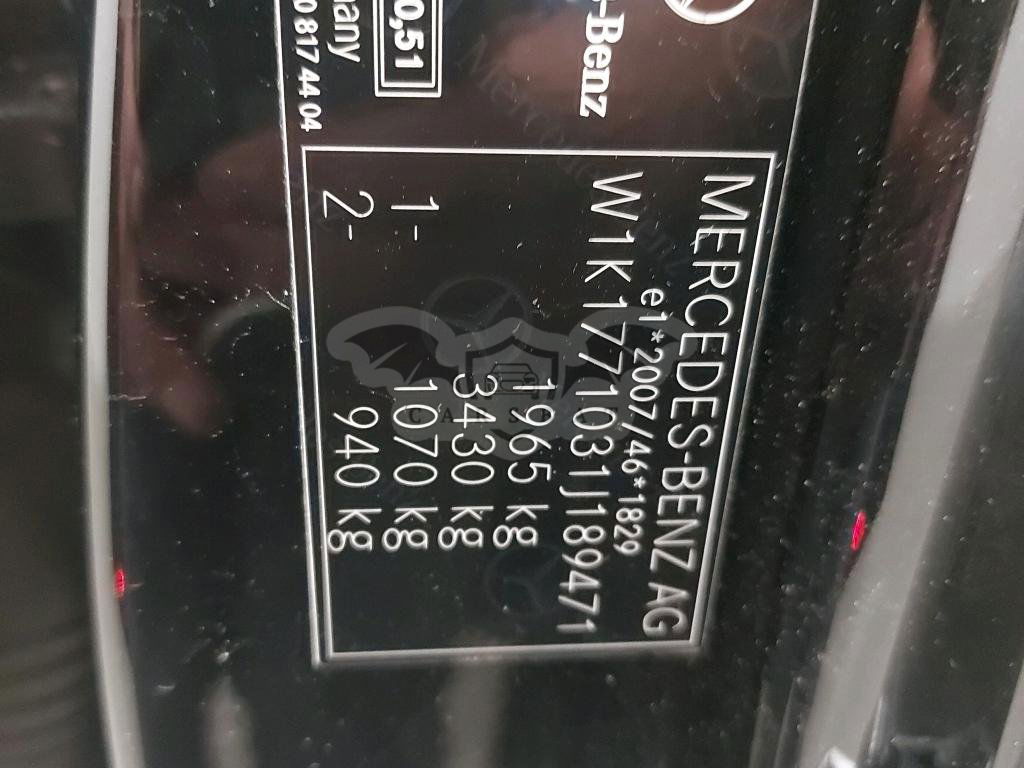 -Benz
many
0,51
0 817 44 04
MERCEDES-BENZ AG
e1*2007/46*1829
W1K1771031J189471
1965 kg
3430 kg
1- 1070 kg
2- 940 kg
CARS